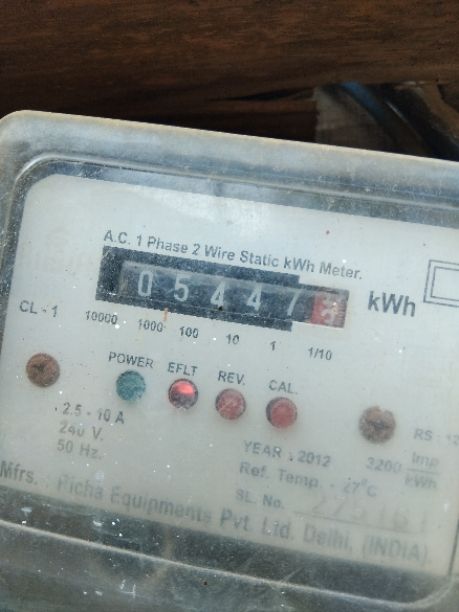 A.C. 1 Phase 2 Wire Static kWh Meter.
0 5 4 4 7 kWh
CL - 1 10000 1000 100 10 1 1/10
POWER EFLT REV. CAL.
2.5 - 10 A
240 V.
50 Hz.
RS
YEAR : 2012 3200 Imp/kWh
Ref. Temp. - 27°C
SL. No.
Mfrs. : Richa Equipments Pvt. Ltd. Delhi, (INDIA)